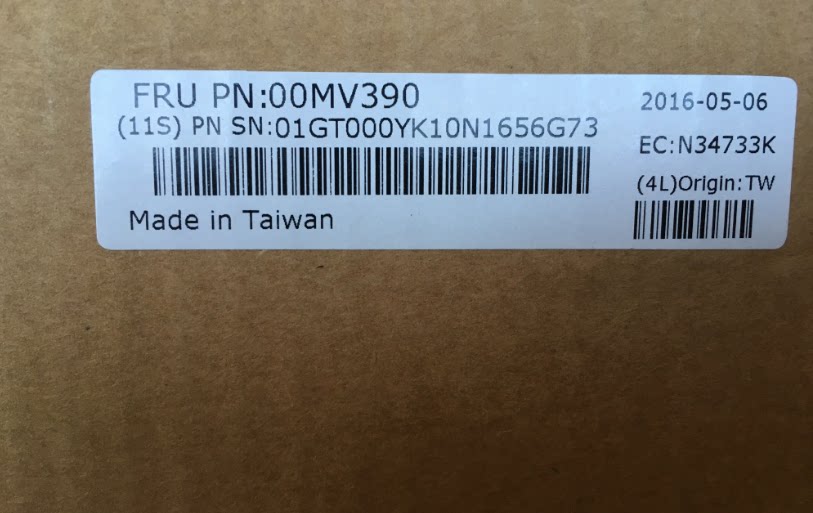 FRU PN:00MV390
(11S) PN SN:01GT000YK10N1656G73
Made in Taiwan
2016-05-06
EC:N34733K
(4L)Origin:TW